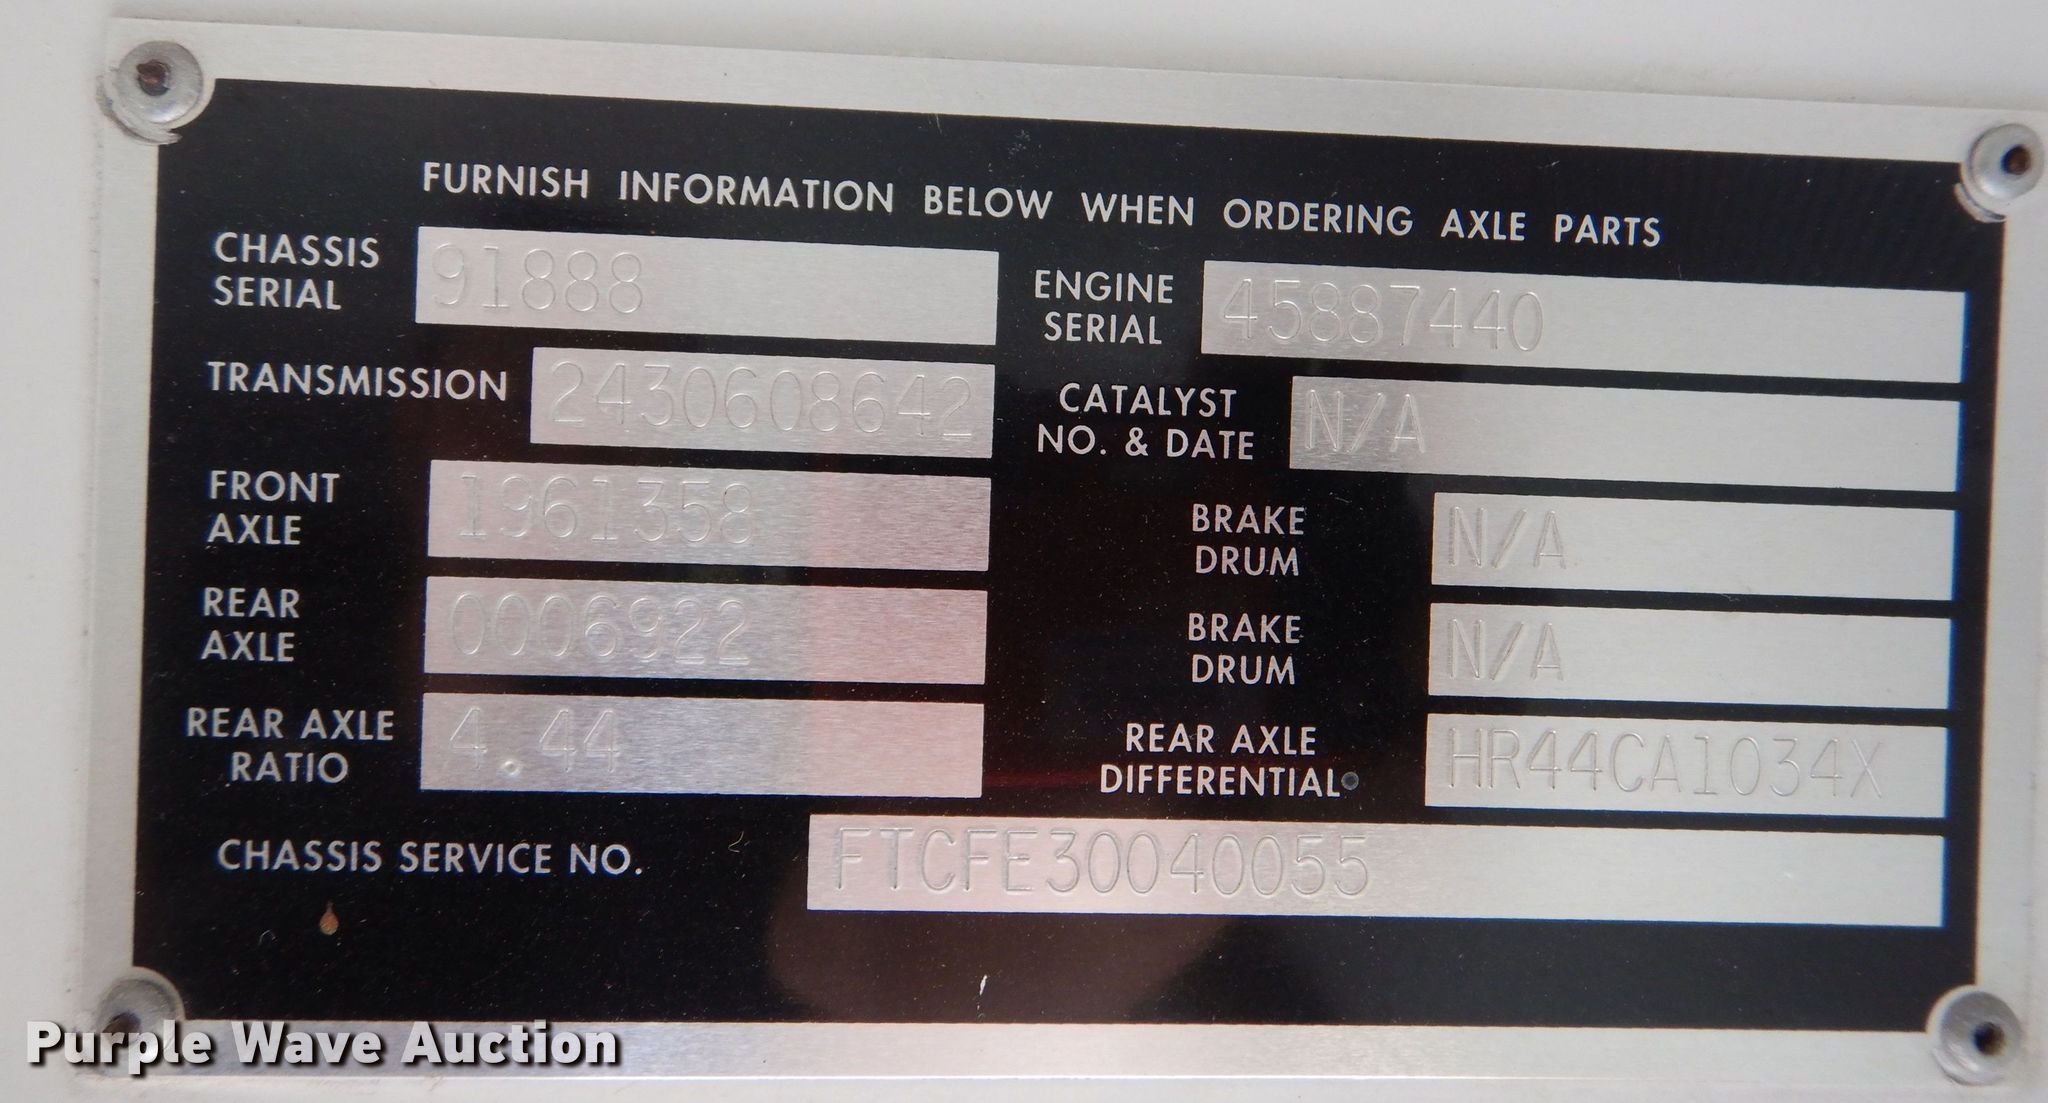 FURNISH INFORMATION BELOW WHEN ORDERING AXLE PARTS
CHASSIS
SERIAL
91888
ENGINE
SERIAL
45887440
TRANSMISSION
2430608642
CATALYST
NO. & DATE
N/A
FRONT
AXLE
1961358
BRAKE
DRUM
N/A
REAR
AXLE
0006922
BRAKE
DRUM
N/A
REAR AXLE
RATIO
4.44
REAR AXLE
DIFFERENTIAL
HR44CA1034X
CHASSIS SERVICE NO.
FTCFE30040055
Purple Wave Auction